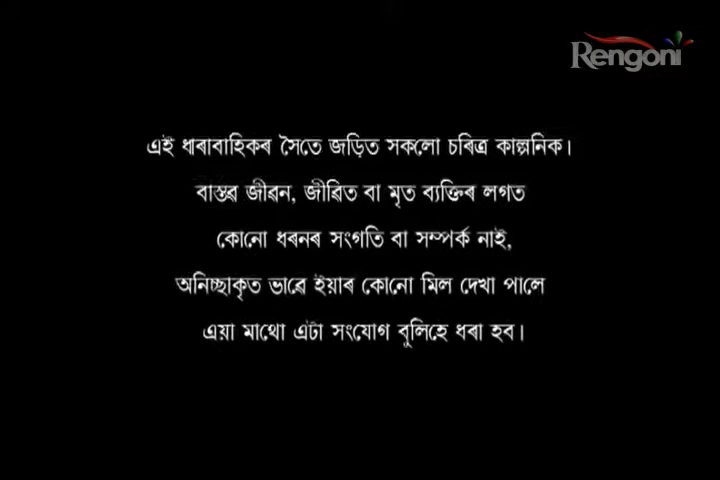 Rengoni
এই ধাৰাবাহিকৰ সৈতে জড়িত সকলো চৰিত্ৰ কাল্পনিক।
বাস্তৱ জীৱন, জীৱিত বা মৃত ব্যক্তিৰ লগত
কোনো ধৰনৰ সংগতি বা সম্পৰ্ক নাই,
অনিচ্ছাকৃত ভাৱে ইয়াৰ কোনো মিল দেখা পালে
এয়া মাথো এটা সংযোগ বুলিহে ধৰা হব।